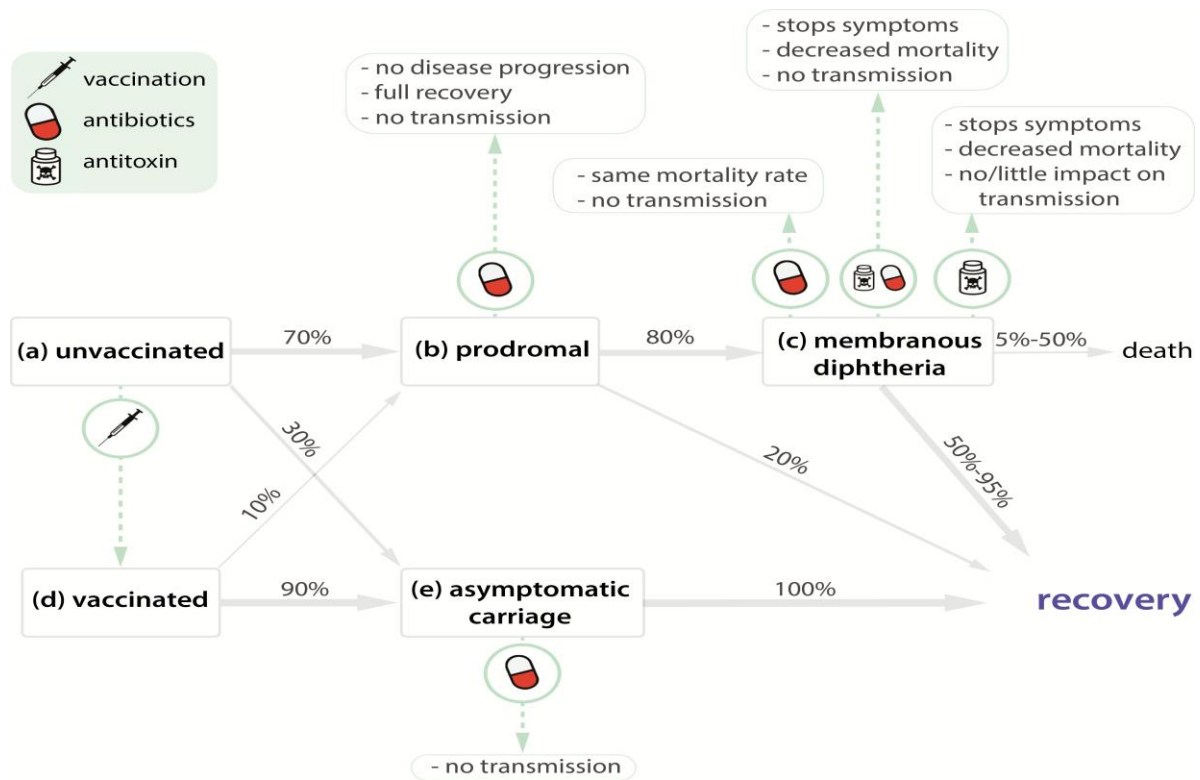 vaccination
antibiotics
antitoxin
- no disease progression
- full recovery
- no transmission
- stops symptoms
- decreased mortality
- no transmission
- same mortality rate
- no transmission
- stops symptoms
- decreased mortality
- no/little impact on
transmission
(a) unvaccinated
70%
(b) prodromal
80%
(c) membranous
diphtheria
5%-50%
death
30%
10%
20%
50%-95%
(d) vaccinated
90%
(e) asymptomatic
carriage
100%
recovery
- no transmission